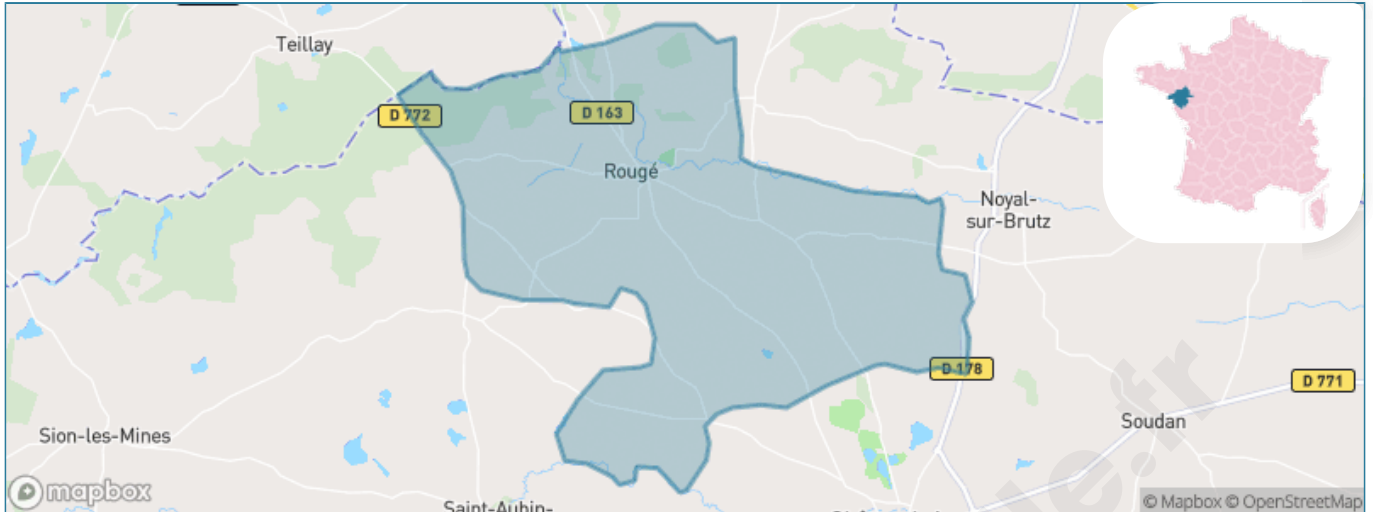 Teillay
D 772
D 163
Rougé
Noyal-
sur-Brutz
D 178
D 771
Soudan
Sion-les-Mines
mapbox
Saint-Aubin-
© Mapbox © OpenStreetMap